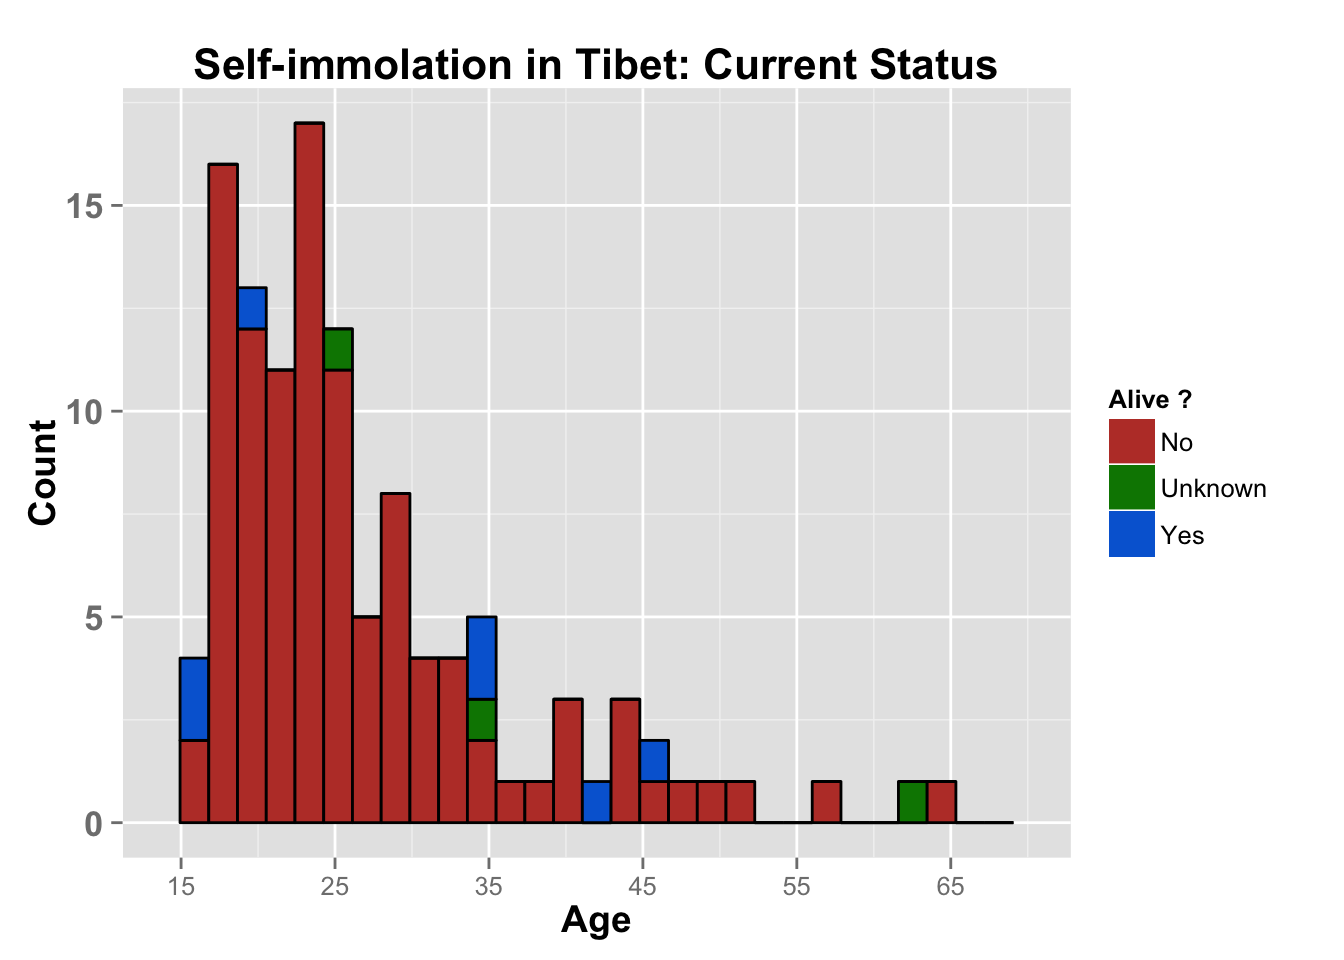 Self-immolation in Tibet: Current Status
15
10
5
0
Count
15 25 35 45 55 65
Age
Alive ?
No
Unknown
Yes